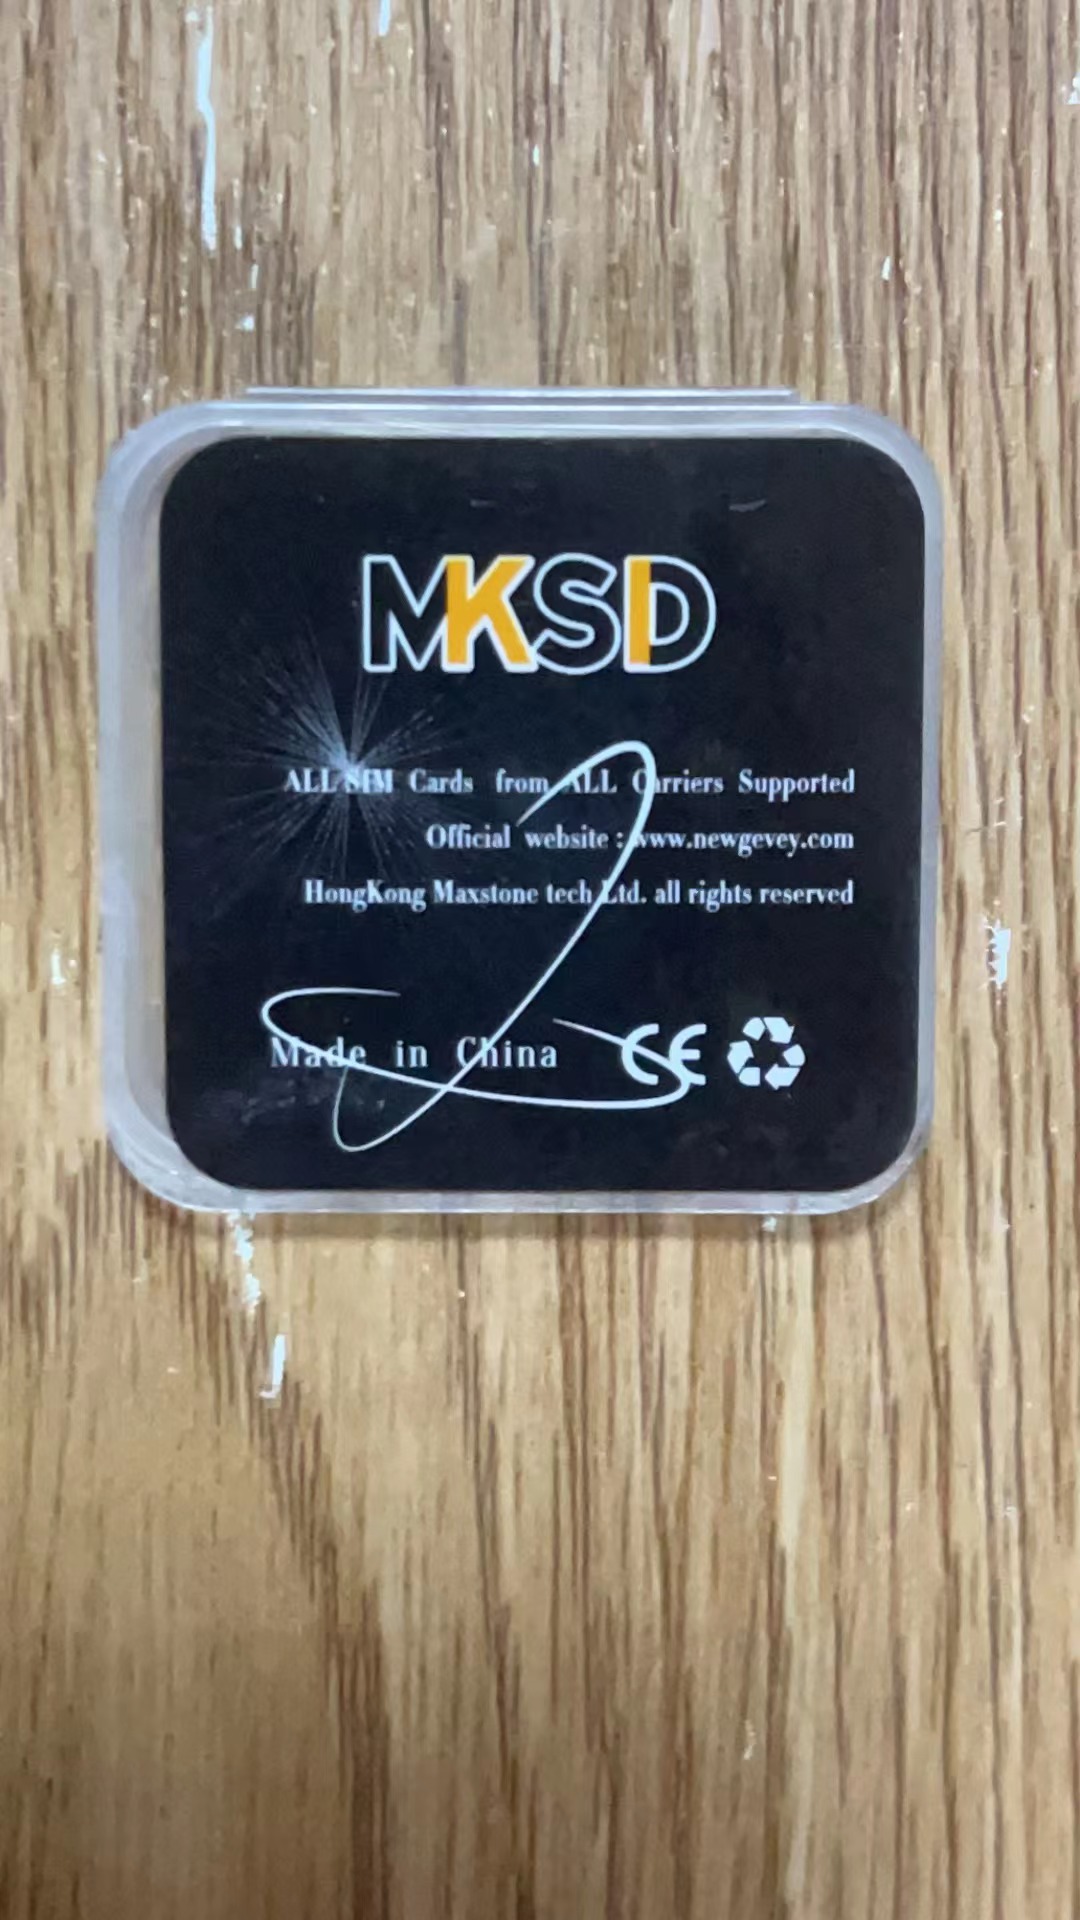 MKSD
ALL SIM Cards from ALL Carriers Supported
Official website : www.newgevey.com
HongKong Maxstone tech Ltd. all rights reserved
Made in China CE